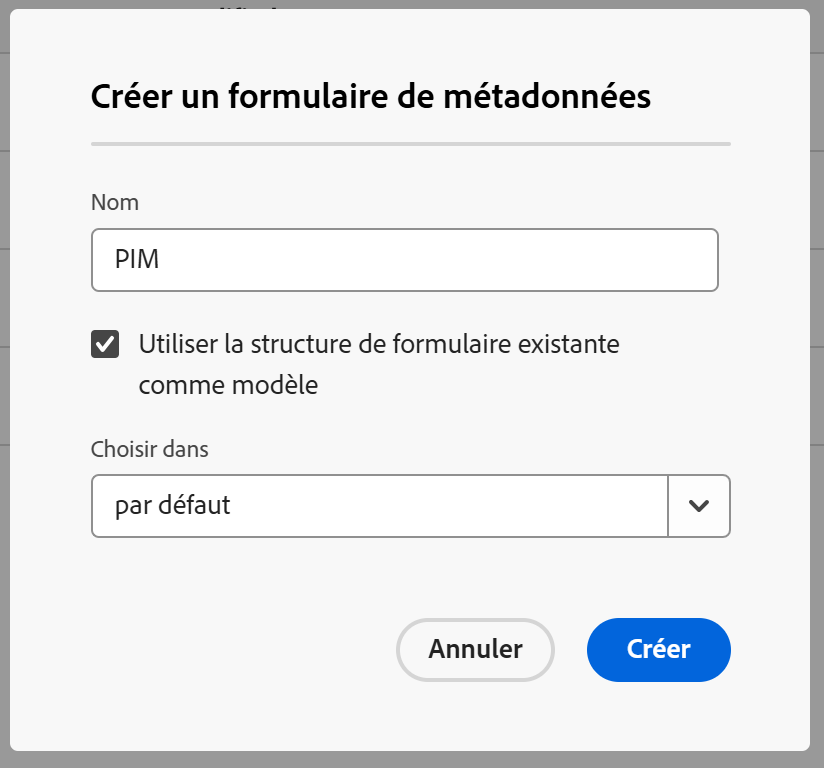 Créer un formulaire de métadonnées
Nom
PIM
Utiliser la structure de formulaire existante
comme modèle
Choisir dans
par défaut
Annuler
Créer